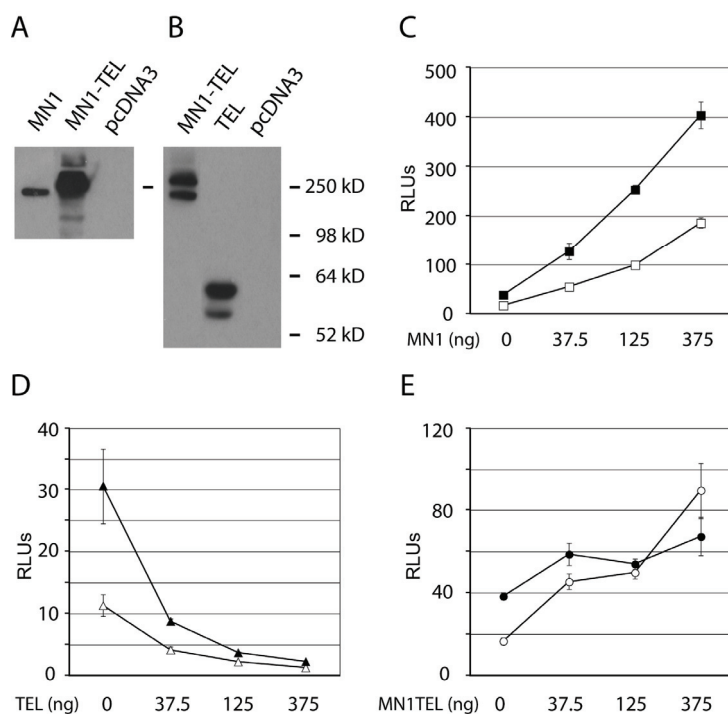 A
MN1
MN1-TEL
pcDNA3
B
MN1-TEL
TEL
pcDNA3
250 kD
98 kD
64 kD
52 kD
C
500
400
300
200
100
0
RLUs
MN1 (ng) 0 37.5 125 375
D
40
30
20
10
0
RLUs
TEL (ng) 0 37.5 125 375
E
120
80
40
0
RLUs
MN1TEL (ng) 0 37.5 125 375